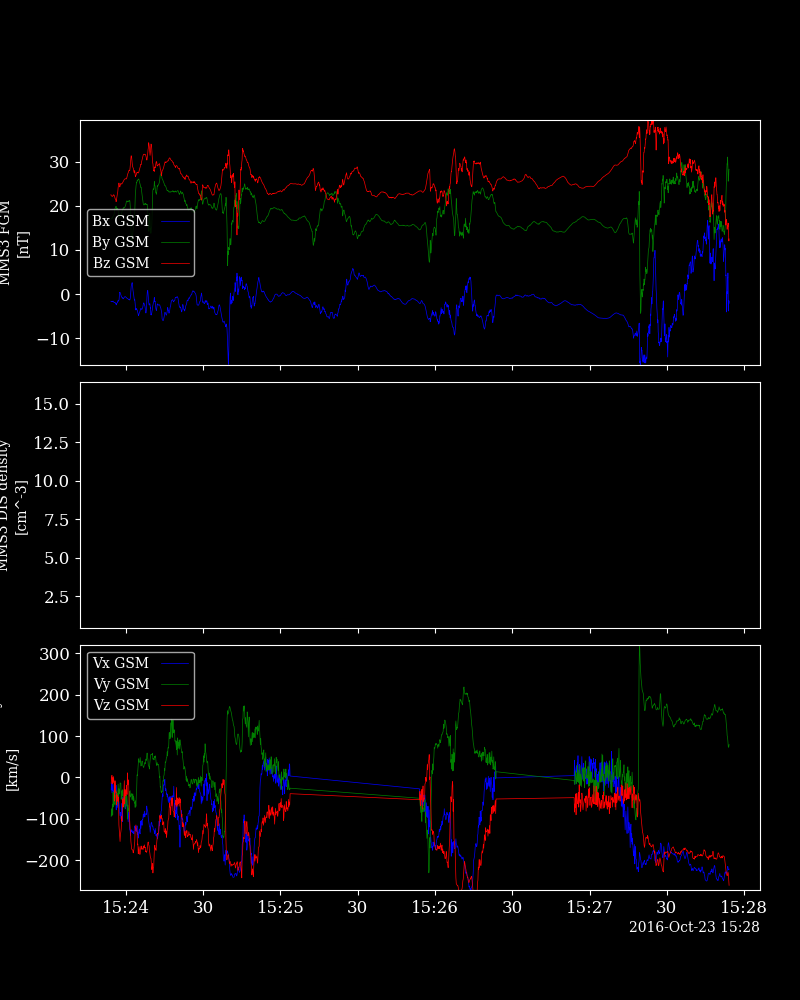 30
20
10
0
−10
MMS3 FGM
[nT]
Bx GSM
By GSM
Bz GSM
15.0
12.5
10.0
7.5
5.0
2.5
MMS3 DIS density
[cm^-3]
300
200
100
0
−100
−200
[km/s]
Vx GSM
Vy GSM
Vz GSM
15:24 30 15:25 30 15:26 30 15:27 30 15:28
2016-Oct-23 15:28